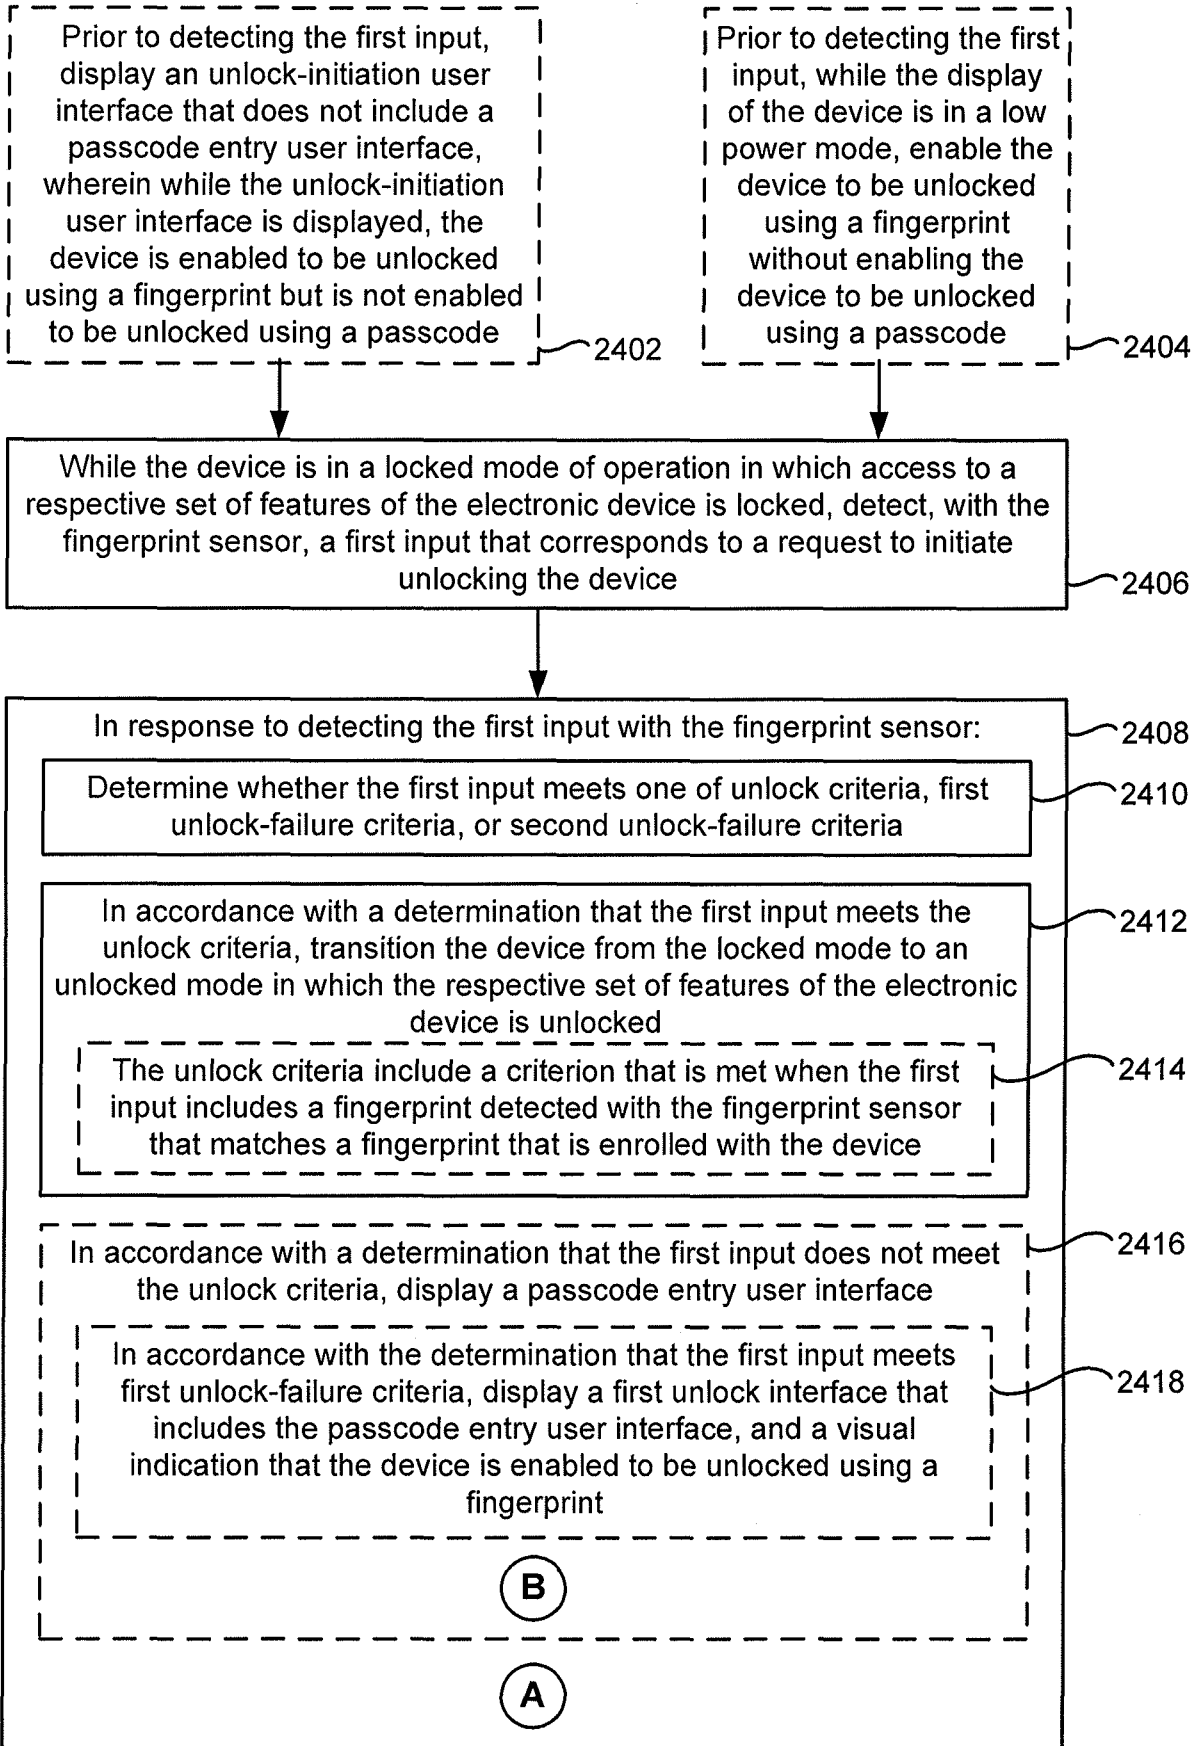 Prior to detecting the first input,
display an unlock-initiation user
interface that does not include a
passcode entry user interface,
wherein while the unlock-initiation
user interface is displayed, the
device is enabled to be unlocked
using a fingerprint but is not enabled
to be unlocked using a passcode
2402
Prior to detecting the first
input, while the display
of the device is in a low
power mode, enable the
device to be unlocked
using a fingerprint
without enabling the
device to be unlocked
using a passcode
2404
While the device is in a locked mode of operation in which access to a
respective set of features of the electronic device is locked, detect, with the
fingerprint sensor, a first input that corresponds to a request to initiate
unlocking the device
2406
In response to detecting the first input with the fingerprint sensor:
2408
Determine whether the first input meets one of unlock criteria, first
unlock-failure criteria, or second unlock-failure criteria
2410
In accordance with a determination that the first input meets the
unlock criteria, transition the device from the locked mode to an
unlocked mode in which the respective set of features of the electronic
device is unlocked
2412
The unlock criteria include a criterion that is met when the first
input includes a fingerprint detected with the fingerprint sensor
that matches a fingerprint that is enrolled with the device
2414
In accordance with a determination that the first input does not meet
the unlock criteria, display a passcode entry user interface
2416
In accordance with the determination that the first input meets
first unlock-failure criteria, display a first unlock interface that
includes the passcode entry user interface, and a visual
indication that the device is enabled to be unlocked using a
fingerprint
2418
B
A